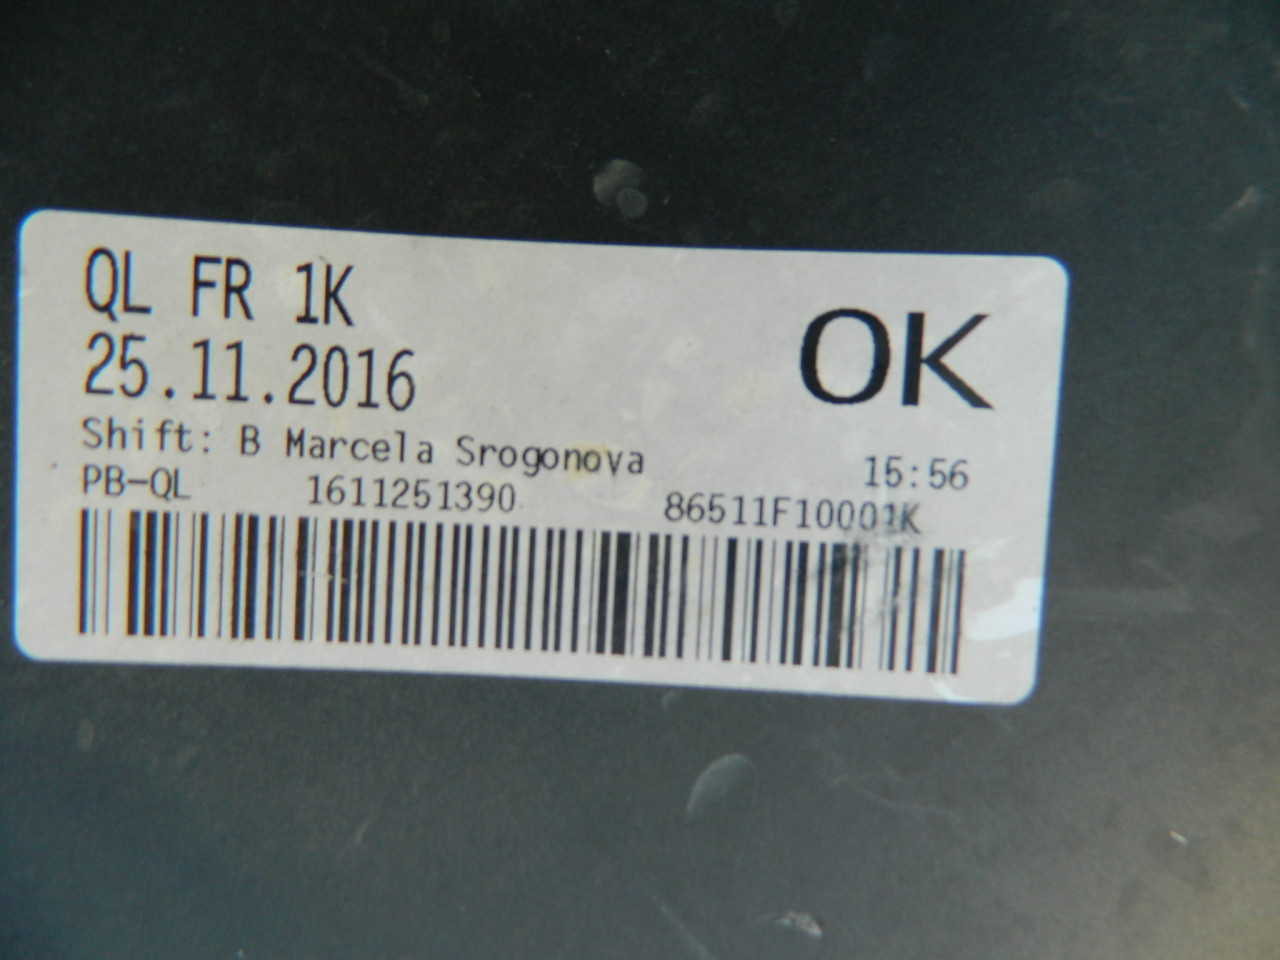 QL FR 1K
25.11.2016
OK
Shift: B Marcela Srogonova
15:56
PB-QL 1611251390 86511F10001K